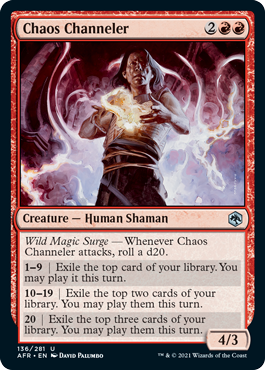 Chaos Channeler 2
Creature — Human Shaman
Wild Magic Surge — Whenever Chaos
Channeler attacks, roll a d20.
1–9 | Exile the top card of your library. You
may play it this turn.
10–19 | Exile the top two cards of your
library. You may play them this turn.
20 | Exile the top three cards of your
library. You may play them this turn.
4/3
136/281 U
AFR • EN DAVID PALUMBO
™ & © 2021 Wizards of the Coast